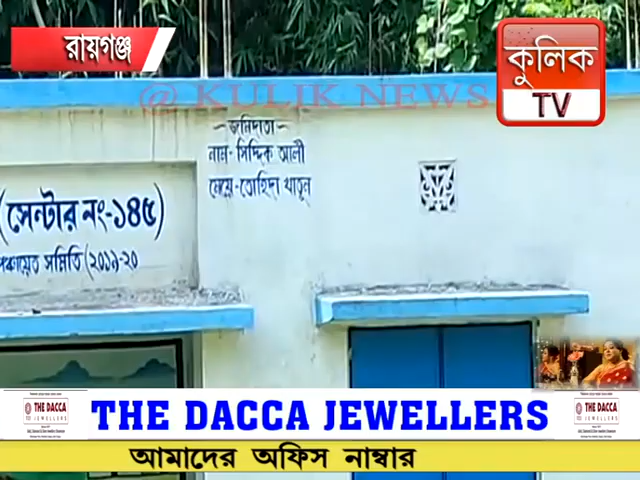 রায়গঞ্জ
কুলিক
TV
@ KULIK NEWS
জমিদাতা
নাম- সিদ্দিক আলী
মেয়ে-তোহিদা খাতুন
(সেন্টার নং-১৪৫)
পঞ্চায়েত সমিতি (২০১৯-২০
THE DACCA JEWELLERS
THE DACCA
JEWELLERS
THE DACCA
JEWELLERS
আমাদের অফিস নাম্বার